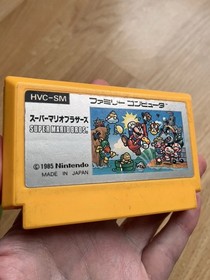 HVC-SM
ファミリー コンピュータ
スーパーマリオブラザーズ
SUPER MARIO BROS.
©1985 Nintendo
MADE IN JAPAN